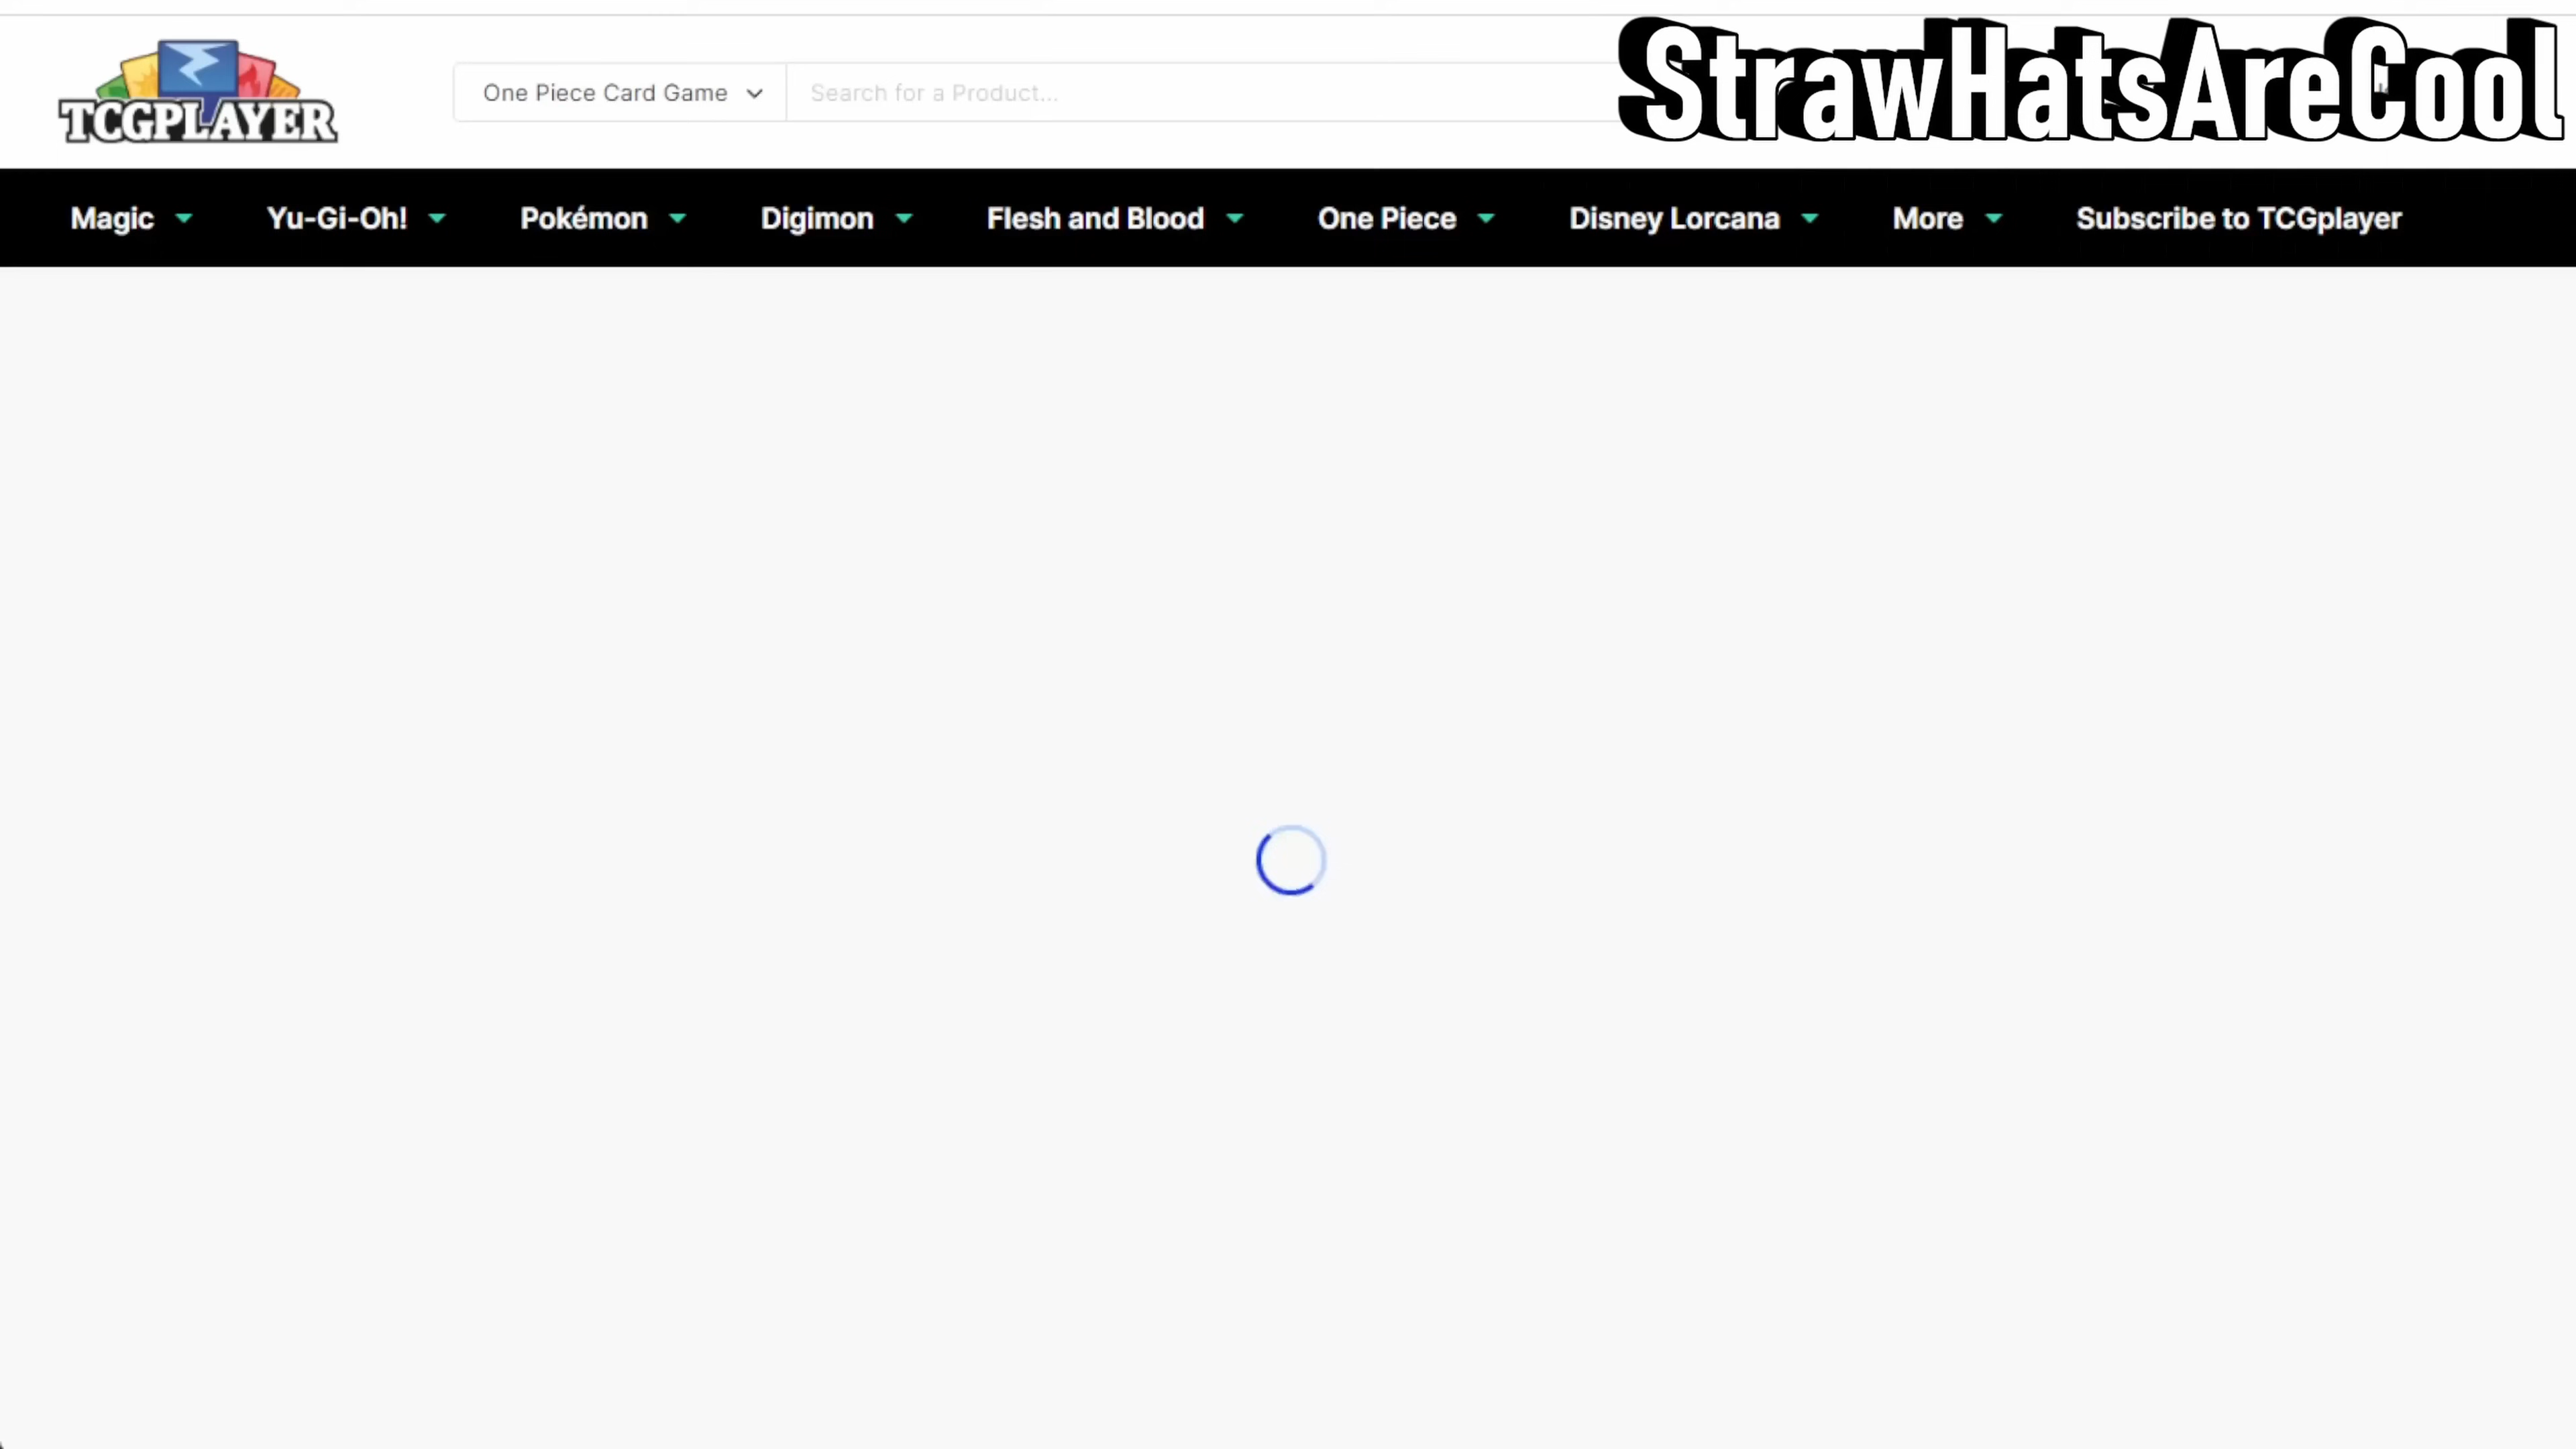 StrawHatsAreCool
TCGPLAYER
One Piece Card Game
Search for a Product...
Magic
Yu-Gi-Oh!
Pokémon
Digimon
Flesh and Blood
One Piece
Disney Lorcana
More
Subscribe to TCGplayer